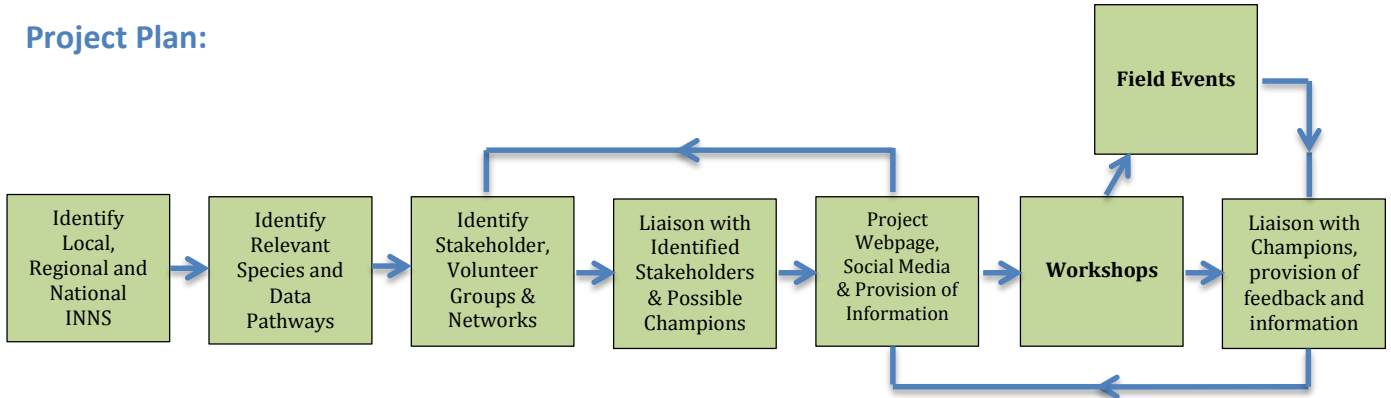 Project Plan:
Field Events
Identify
Local,
Regional and
National
INNS
Identify
Relevant
Species and
Data
Pathways
Identify
Stakeholder,
Volunteer
Groups &
Networks
Liaison with
Identified
Stakeholders
& Possible
Champions
Project
Webpage,
Social Media
& Provision of
Information
Workshops
Liaison with
Champions,
provision of
feedback and
information